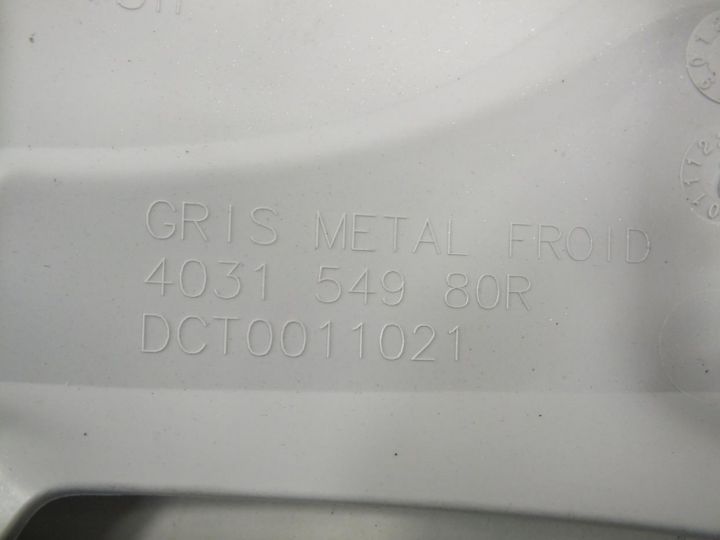 GRIS METAL FROID
4031 549 80R
DCT0011021